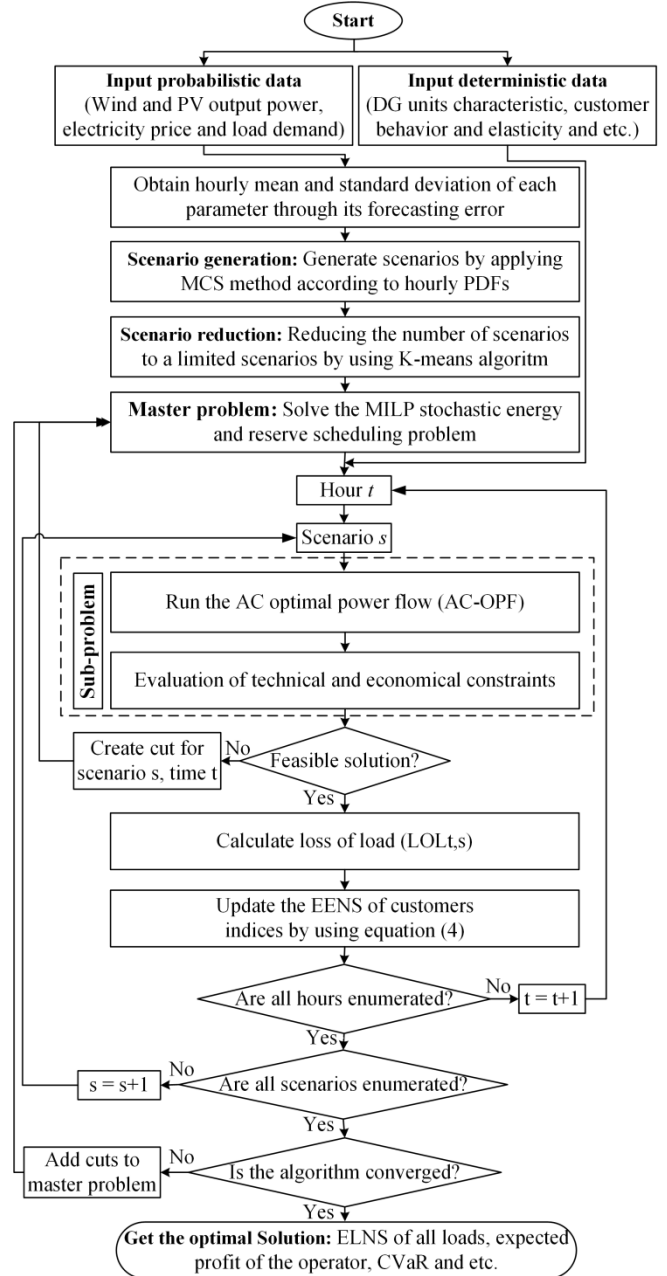 Start
Input probabilistic data
(Wind and PV output power,
electricity price and load demand)
Input deterministic data
(DG units characteristic, customer
behavior and elasticity and etc.)
Obtain hourly mean and standard deviation of each
parameter through its forecasting error
Scenario generation: Generate scenarios by applying
MCS method according to hourly PDFs
Scenario reduction: Reducing the number of scenarios
to a limited scenarios by using K-means algoritm
Master problem: Solve the MILP stochastic energy
and reserve scheduling problem
Hour t
Scenario s
Sub-problem
Run the AC optimal power flow (AC-OPF)
Evaluation of technical and economical constraints
Create cut for
scenario s, time t
No
Feasible solution?
Yes
Calculate loss of load (LOLt,s)
Update the EENS of customers
indices by using equation (4)
Are all hours enumerated?
No
t = t+1
Yes
s = s+1
No
Are all scenarios enumerated?
Yes
Add cuts to
master problem
No
Is the algorithm converged?
Yes
Get the optimal Solution: ELNS of all loads, expected
profit of the operator, CVaR and etc.